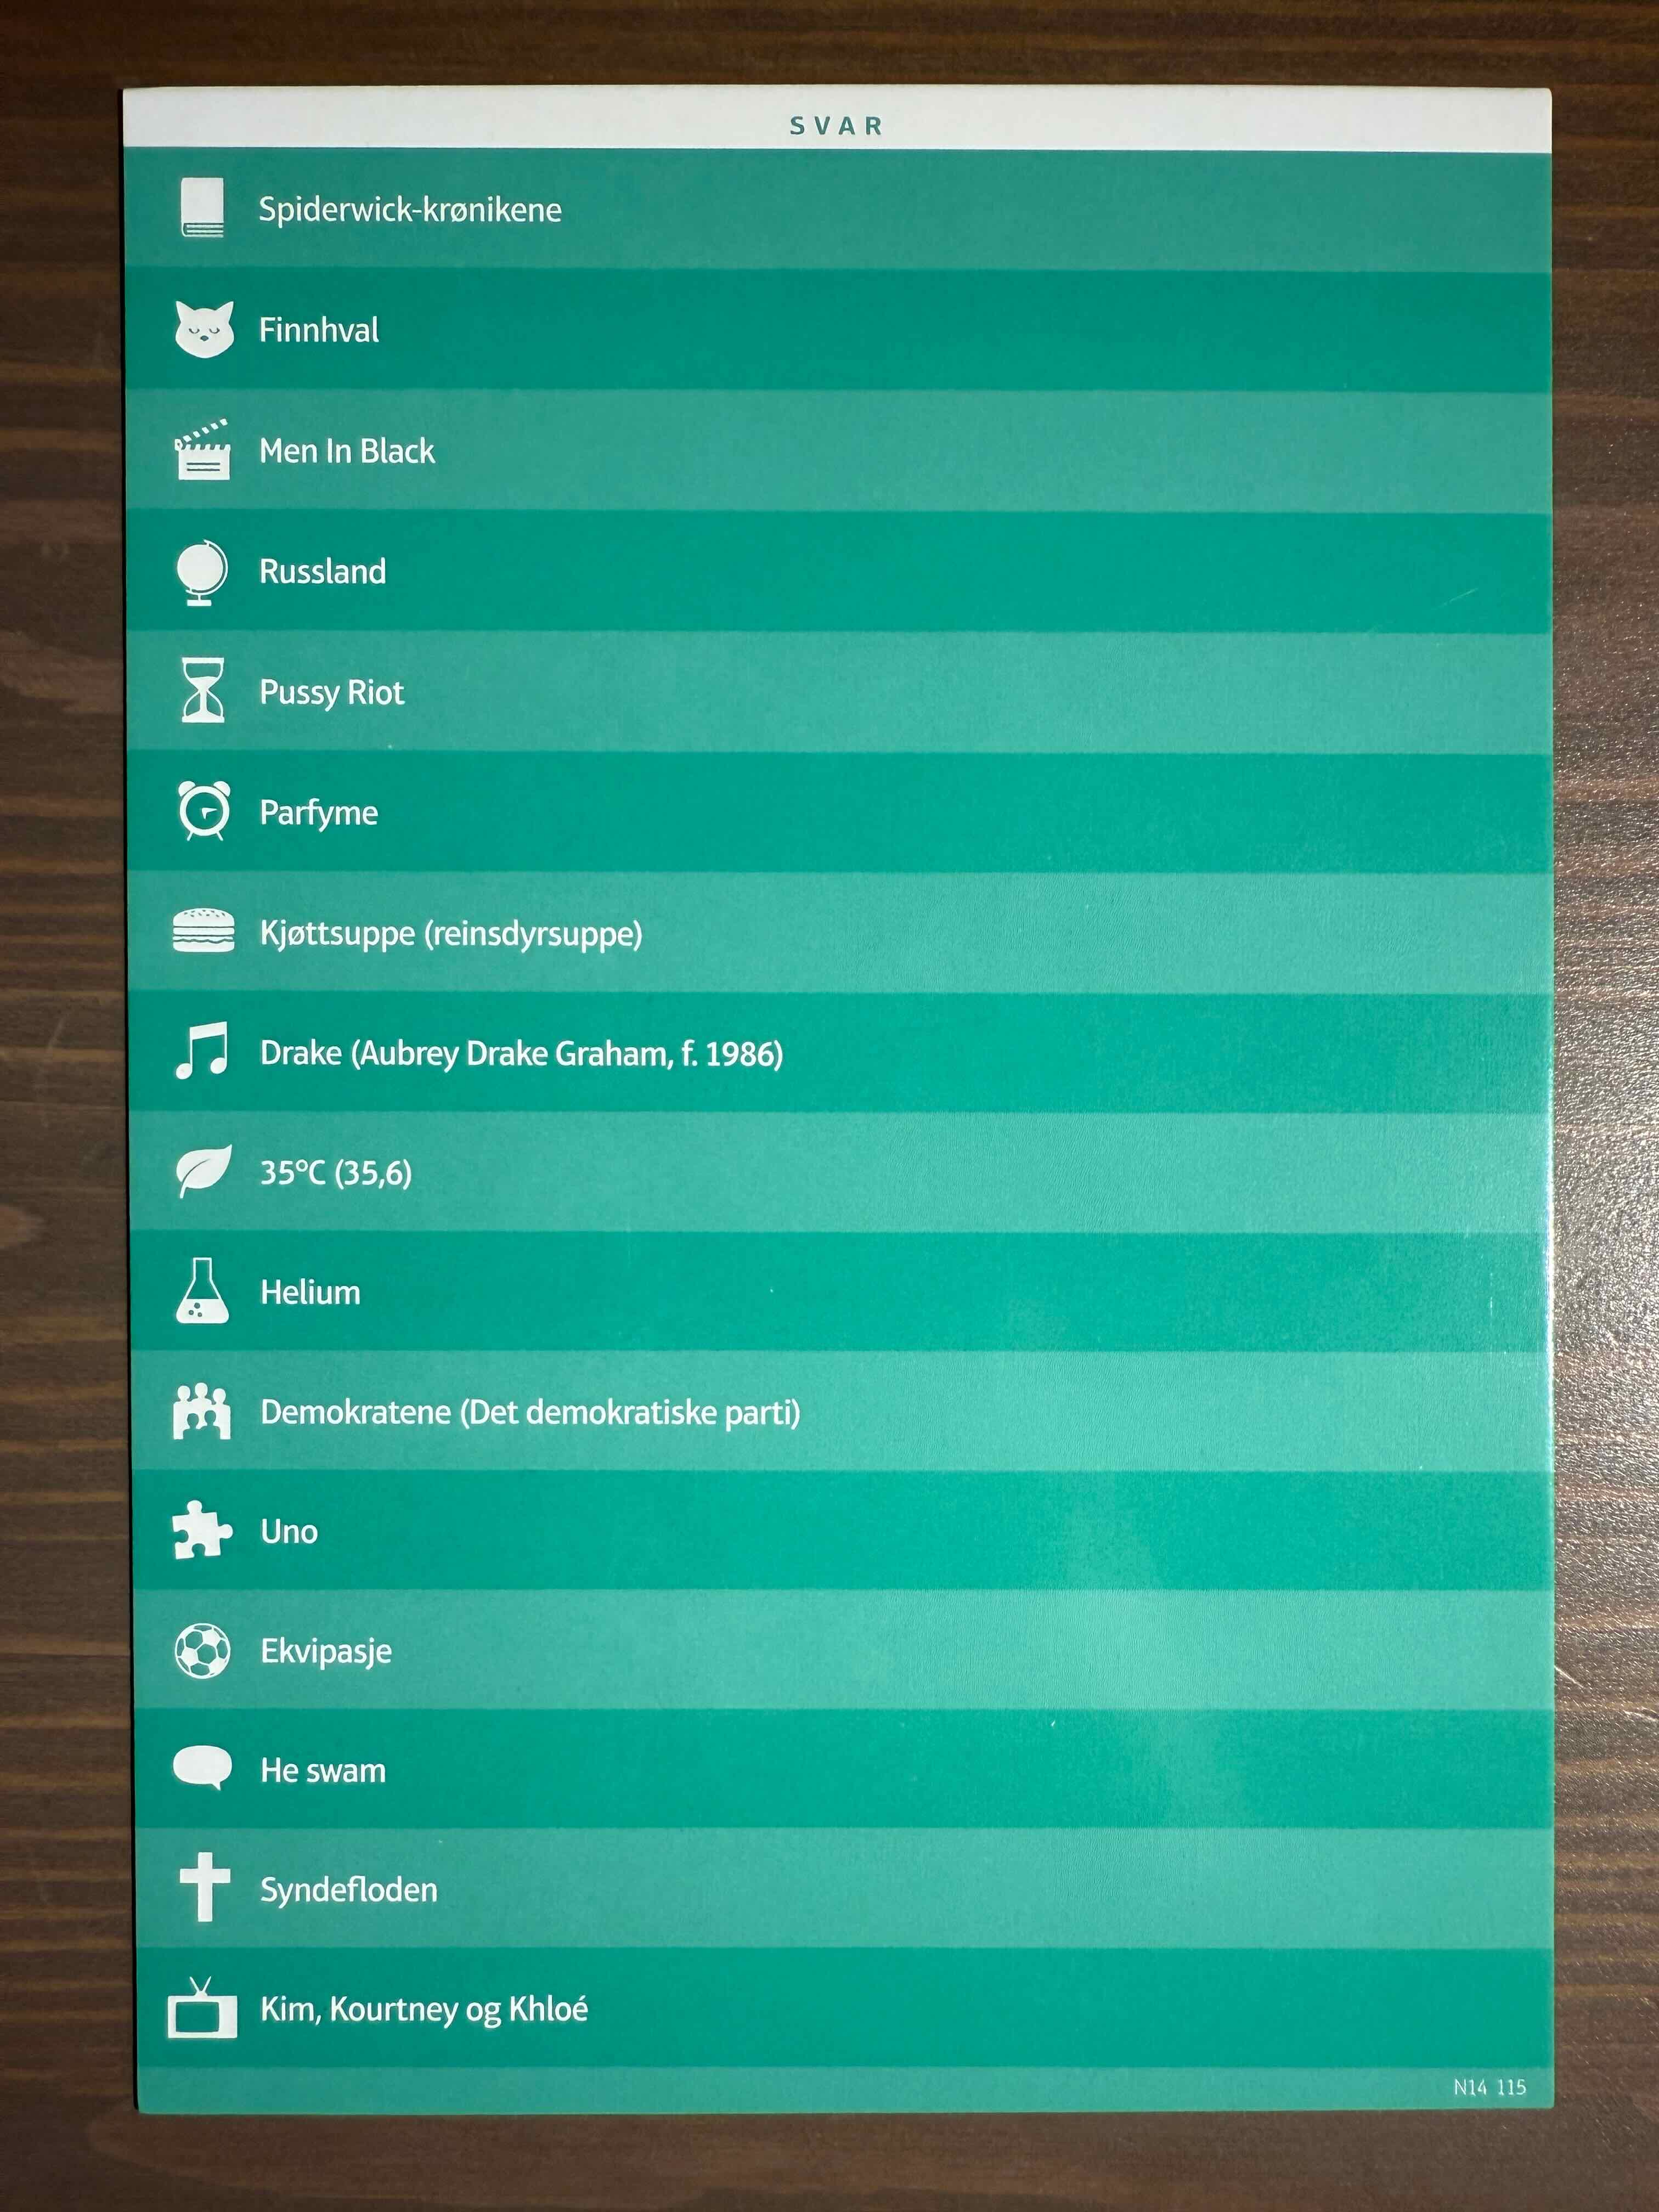 SVAR
Spiderwick-krønikene
Finnhval
Men In Black
Russland
Pussy Riot
Parfyme
Kjøttsuppe (reinsdyrsuppe)
Drake (Aubrey Drake Graham, f. 1986)
35°C (35,6)
Helium
Demokratene (Det demokratiske parti)
Uno
Ekvipasje
He swam
Syndefloden
Kim, Kourtney og Khloé
N14 115